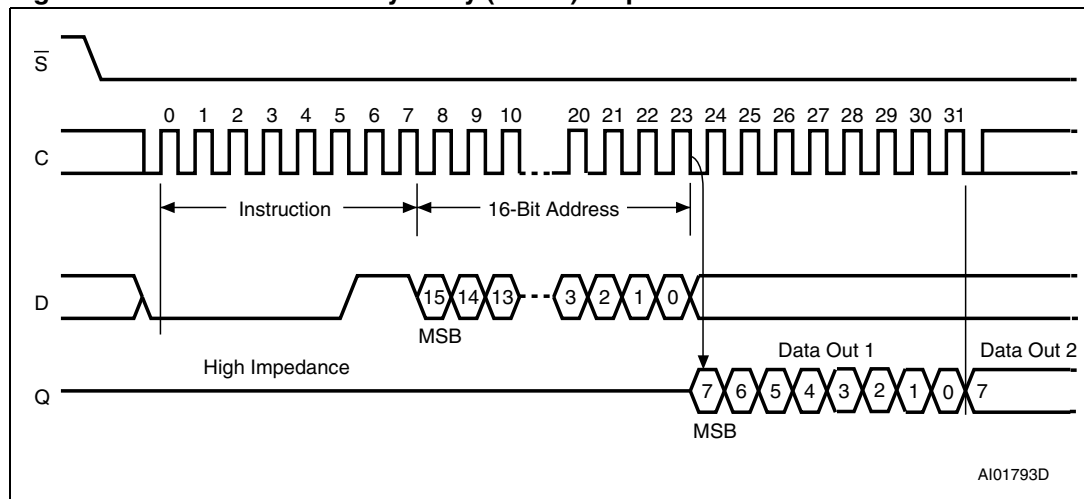 S
0 1 2 3 4 5 6 7 8 9 10 20 21 22 23 24 25 26 27 28 29 30 31
C
Instruction 16-Bit Address
D 15 14 13 3 2 1 0
MSB
High Impedance Data Out 1 Data Out 2
Q 7 6 5 4 3 2 1 0 7
MSB
AI01793D